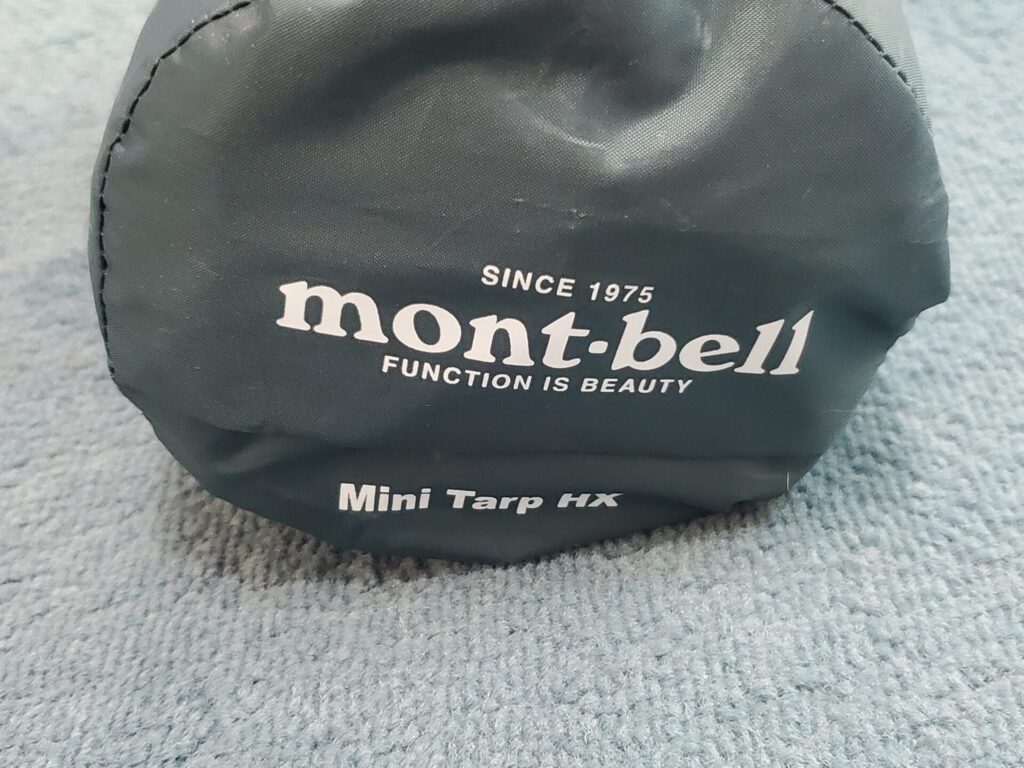 SINCE 1975
mont-bell
FUNCTION IS BEAUTY
Mini Tarp HX